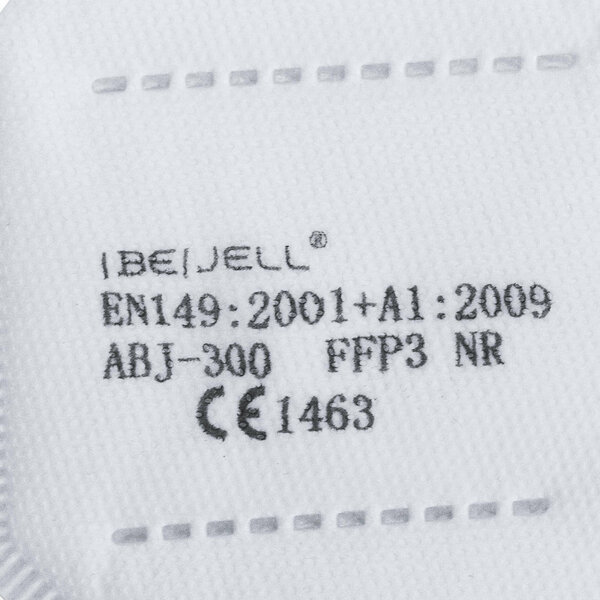 IBEIJELL®
EN149:2001+A1:2009
ABJ-300 FFP3 NR
CE1463